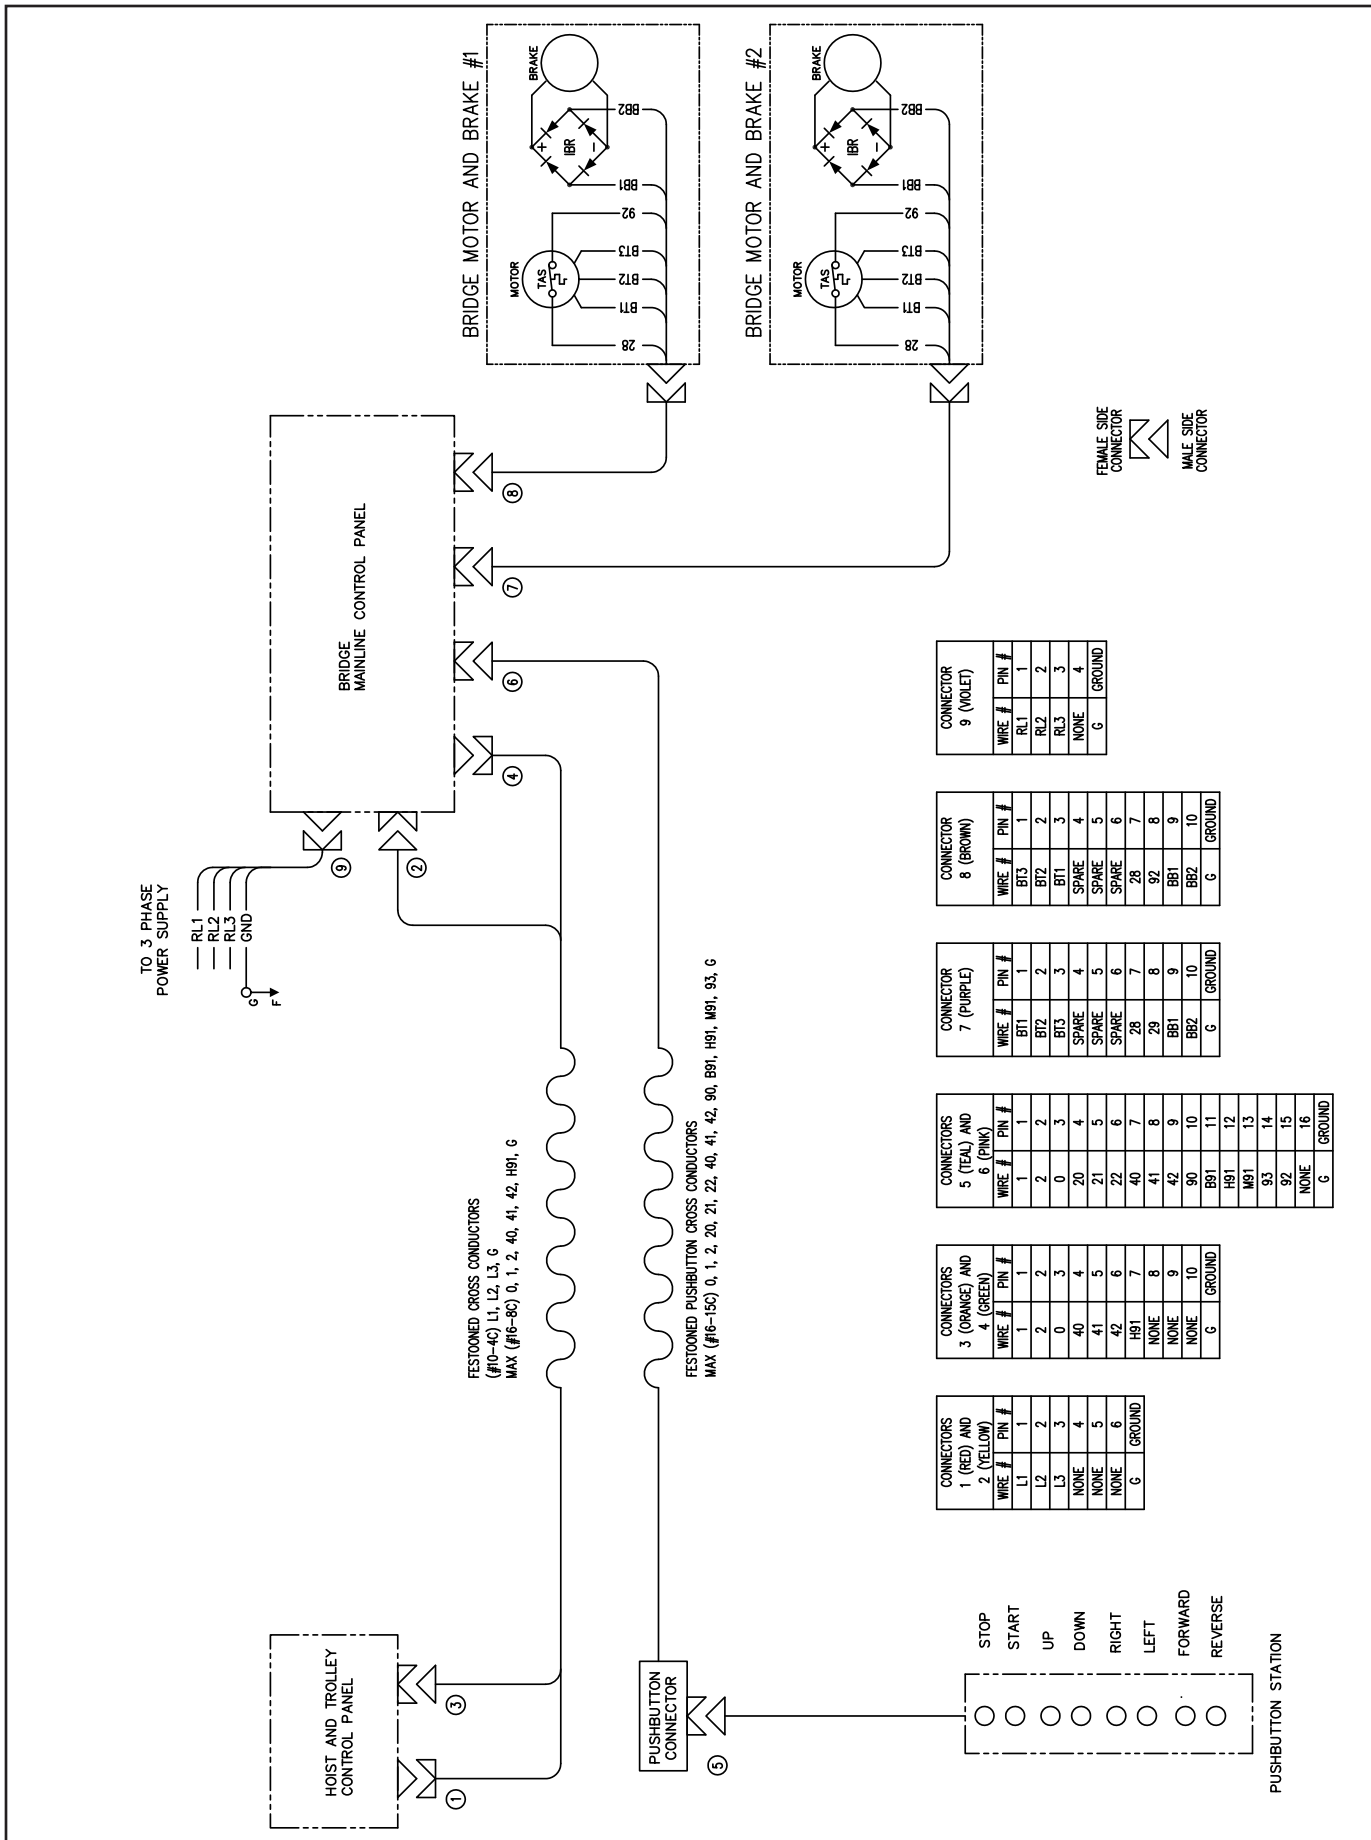 TO 3 PHASE
POWER SUPPLY
RL1
RL2
RL3
GND
G
F
HOIST AND TROLLEY
CONTROL PANEL
1
3
BRIDGE
MAINLINE CONTROL PANEL
9
2
4
6
7
8
BRIDGE MOTOR AND BRAKE #1
MOTOR
TAS
BRAKE
+
IBR
-
28
BT1
BT2
BT3
92
BB1
BB2
BRIDGE MOTOR AND BRAKE #2
MOTOR
TAS
BRAKE
+
IBR
-
28
BT1
BT2
BT3
92
BB1
BB2
FESTOONED CROSS CONDUCTORS
(#10-4C) L1, L2, L3, G
MAX (#16-8C) 0, 1, 2, 40, 41, 42, H91, G
PUSHBUTTON
CONNECTOR
5
FESTOONED PUSHBUTTON CROSS CONDUCTORS
MAX (#16-15C) 0, 1, 2, 20, 21, 22, 40, 41, 42, 90, B91, H91, M91, 93, G
STOP
START
UP
DOWN
RIGHT
LEFT
FORWARD
REVERSE
PUSHBUTTON STATION
CONNECTORS
1 (RED) AND
2 (YELLOW)
WIRE # PIN #
L1 1
L2 2
L3 3
NONE 4
NONE 5
NONE 6
G GROUND
CONNECTORS
3 (ORANGE) AND
4 (GREEN)
WIRE # PIN #
1 1
2 2
0 3
40 4
41 5
42 6
H91 7
NONE 8
NONE 9
NONE 10
G GROUND
CONNECTORS
5 (TEAL) AND
6 (PINK)
WIRE # PIN #
1 1
2 2
0 3
20 4
21 5
22 6
40 7
41 8
42 9
90 10
B91 11
H91 12
M91 13
93 14
92 15
NONE 16
G GROUND
CONNECTOR
7 (PURPLE)
WIRE # PIN #
BT1 1
BT2 2
BT3 3
SPARE 4
SPARE 5
SPARE 6
28 7
29 8
BB1 9
BB2 10
G GROUND
CONNECTOR
8 (BROWN)
WIRE # PIN #
BT3 1
BT2 2
BT1 3
SPARE 4
SPARE 5
SPARE 6
28 7
92 8
BB1 9
BB2 10
G GROUND
CONNECTOR
9 (VIOLET)
WIRE # PIN #
RL1 1
RL2 2
RL3 3
NONE 4
G GROUND
FEMALE SIDE
CONNECTOR
MALE SIDE
CONNECTOR